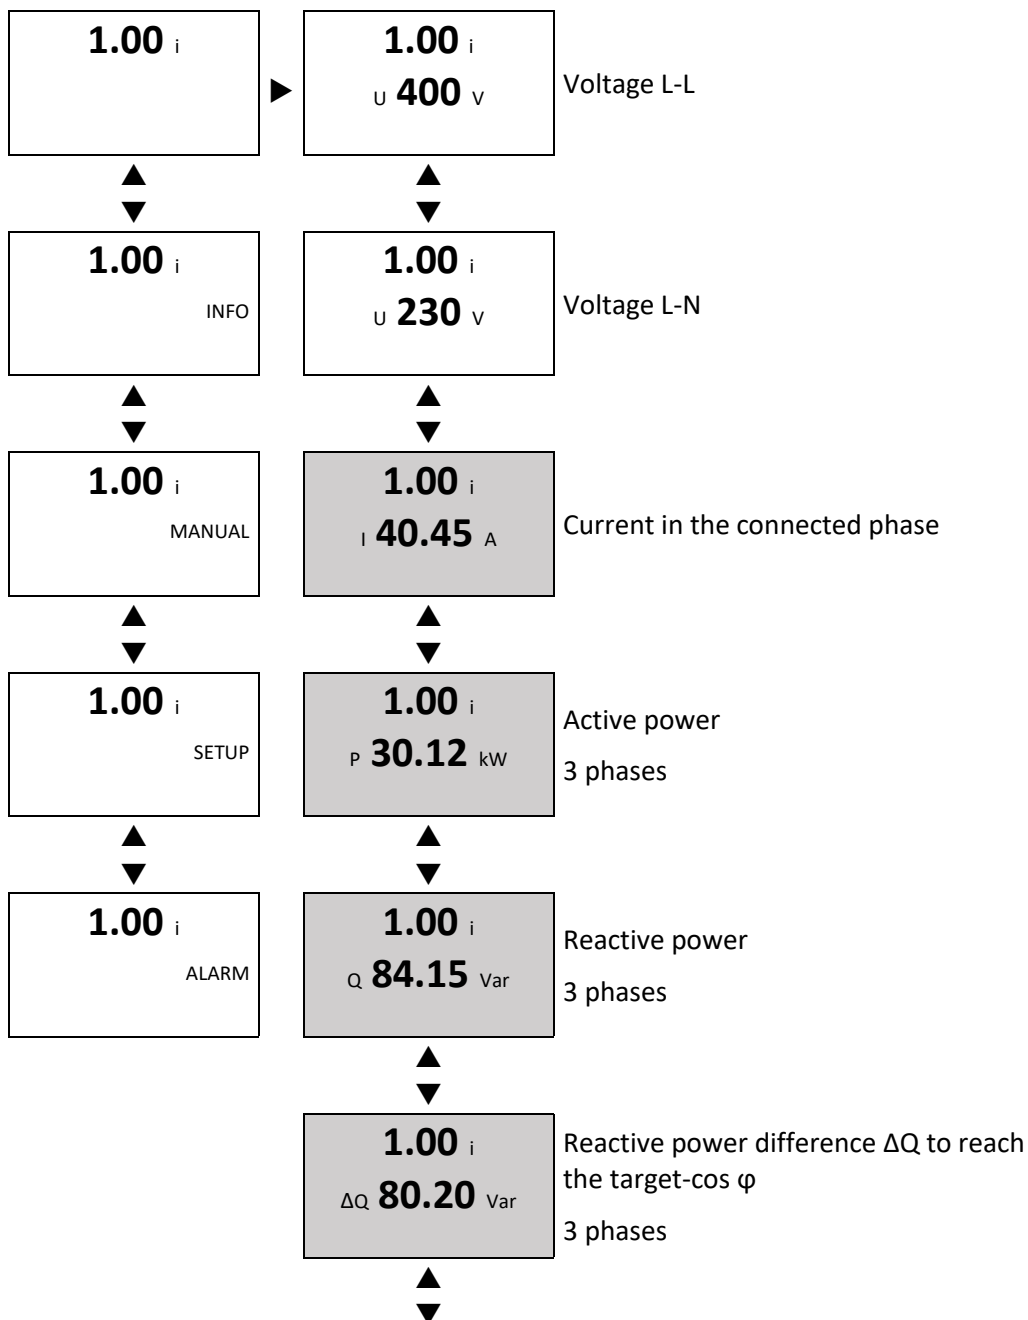 1.00 i
1.00 i
U 400 V
Voltage L-L
1.00 i
INFO
1.00 i
U 230 V
Voltage L-N
1.00 i
MANUAL
1.00 i
I 40.45 A
Current in the connected phase
1.00 i
SETUP
1.00 i
P 30.12 kW
Active power
3 phases
1.00 i
ALARM
1.00 i
Q 84.15 Var
Reactive power
3 phases
1.00 i
ΔQ 80.20 Var
Reactive power difference ΔQ to reach
the target-cos φ
3 phases